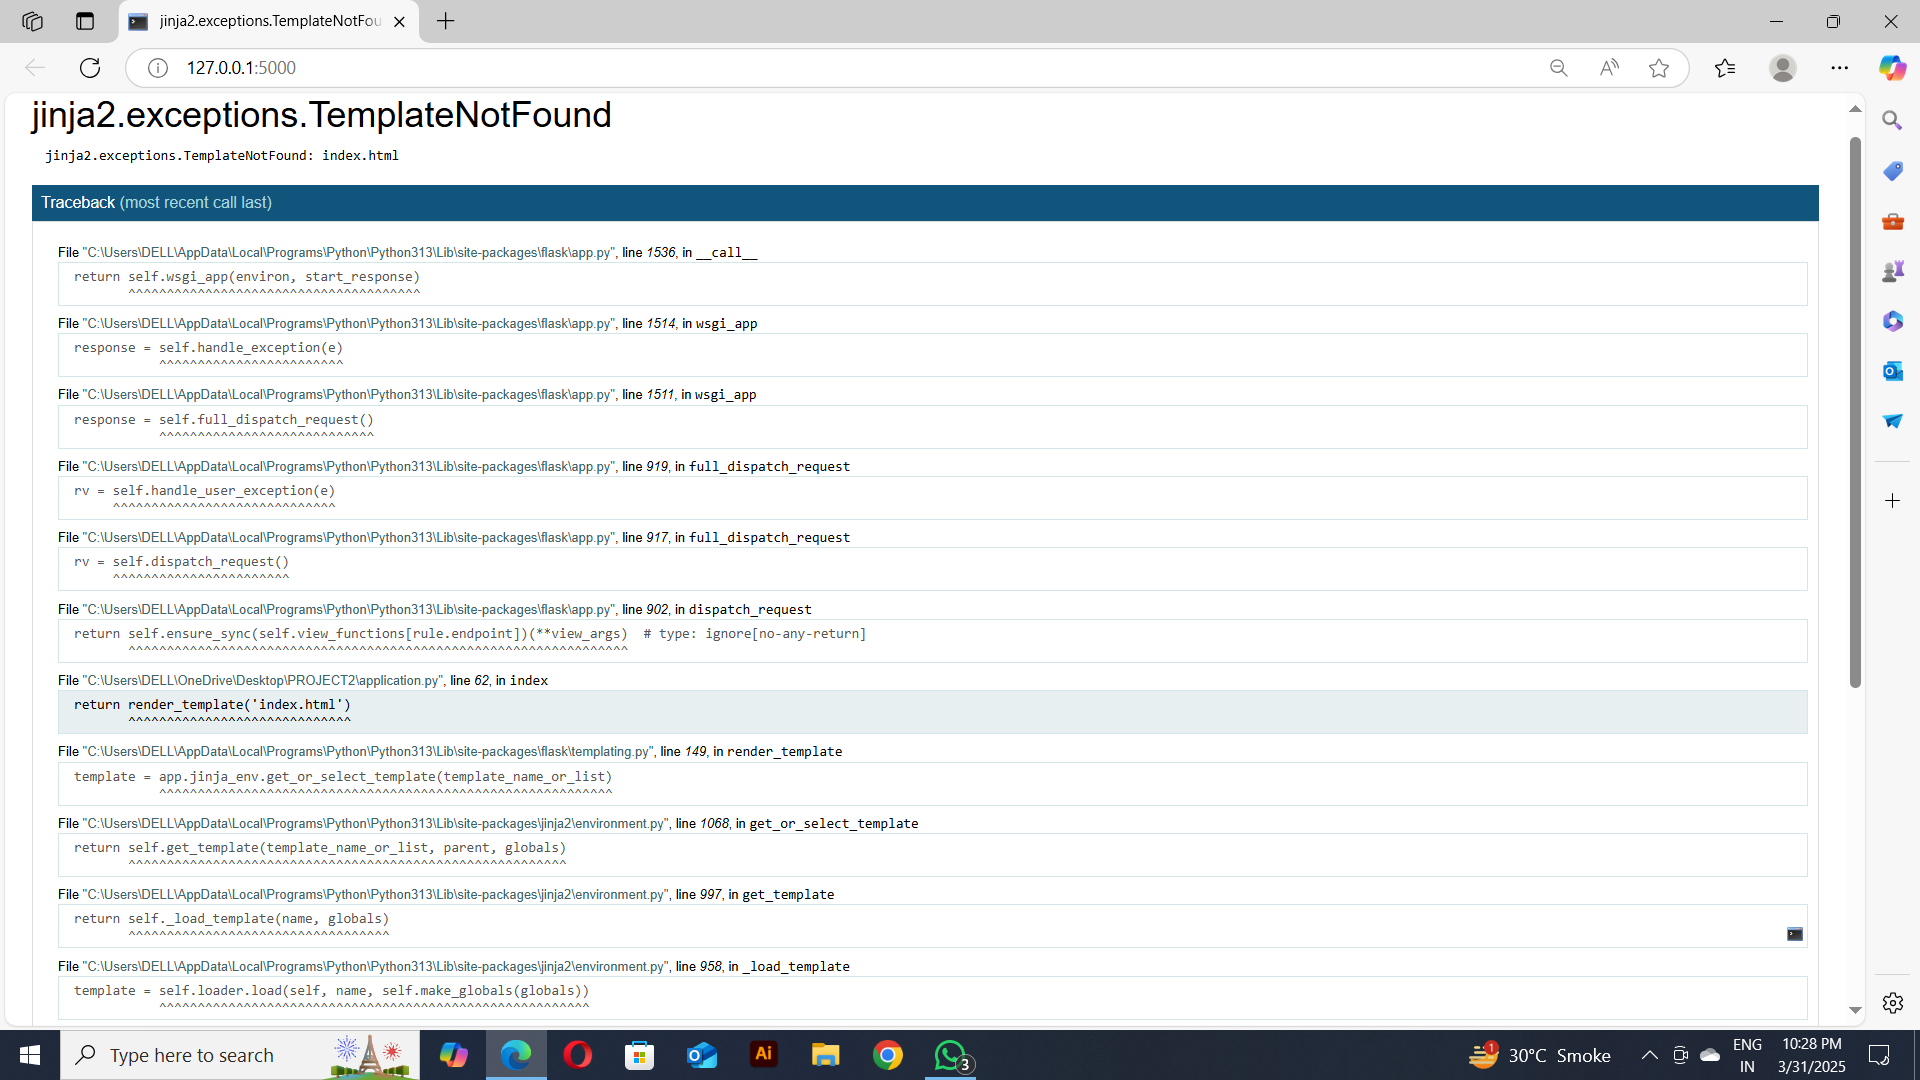 jinja2.exceptions.TemplateNotFou
127.0.0.1:5000
jinja2.exceptions.TemplateNotFound
jinja2.exceptions.TemplateNotFound: index.html
Traceback (most recent call last)
File "C:\Users\DELL\AppData\Local\Programs\Python\Python313\Lib\site-packages\flask\app.py", line 1536, in __call__
return self.wsgi_app(environ, start_response)
^^^^^^^^^^^^^^^^^^^^^^^^^^^^^^^^^^^^^^
File "C:\Users\DELL\AppData\Local\Programs\Python\Python313\Lib\site-packages\flask\app.py", line 1514, in wsgi_app
response = self.handle_exception(e)
^^^^^^^^^^^^^^^^^^^^^^^^
File "C:\Users\DELL\AppData\Local\Programs\Python\Python313\Lib\site-packages\flask\app.py", line 1511, in wsgi_app
response = self.full_dispatch_request()
^^^^^^^^^^^^^^^^^^^^^^^^^^^^
File "C:\Users\DELL\AppData\Local\Programs\Python\Python313\Lib\site-packages\flask\app.py", line 919, in full_dispatch_request
rv = self.handle_user_exception(e)
^^^^^^^^^^^^^^^^^^^^^^^^^^^^^
File "C:\Users\DELL\AppData\Local\Programs\Python\Python313\Lib\site-packages\flask\app.py", line 917, in full_dispatch_request
rv = self.dispatch_request()
^^^^^^^^^^^^^^^^^^^^^^^
File "C:\Users\DELL\AppData\Local\Programs\Python\Python313\Lib\site-packages\flask\app.py", line 902, in dispatch_request
return self.ensure_sync(self.view_functions[rule.endpoint])(**view_args)  # type: ignore[no-any-return]
^^^^^^^^^^^^^^^^^^^^^^^^^^^^^^^^^^^^^^^^^^^^^^^^^^^^^^^^^^^^^^^^^
File "C:\Users\DELL\OneDrive\Desktop\PROJECT2\application.py", line 62, in index
return render_template('index.html')
^^^^^^^^^^^^^^^^^^^^^^^^^^^^^
File "C:\Users\DELL\AppData\Local\Programs\Python\Python313\Lib\site-packages\flask\templating.py", line 149, in render_template
template = app.jinja_env.get_or_select_template(template_name_or_list)
^^^^^^^^^^^^^^^^^^^^^^^^^^^^^^^^^^^^^^^^^^^^^^^^^^^^^^^^^^^
File "C:\Users\DELL\AppData\Local\Programs\Python\Python313\Lib\site-packages\jinja2\environment.py", line 1068, in get_or_select_template
return self.get_template(template_name_or_list, parent, globals)
^^^^^^^^^^^^^^^^^^^^^^^^^^^^^^^^^^^^^^^^^^^^^^^^^^^^^^^^^
File "C:\Users\DELL\AppData\Local\Programs\Python\Python313\Lib\site-packages\jinja2\environment.py", line 997, in get_template
return self._load_template(name, globals)
^^^^^^^^^^^^^^^^^^^^^^^^^^^^^^^^^^
File "C:\Users\DELL\AppData\Local\Programs\Python\Python313\Lib\site-packages\jinja2\environment.py", line 958, in _load_template
template = self.loader.load(self, name, self.make_globals(globals))
^^^^^^^^^^^^^^^^^^^^^^^^^^^^^^^^^^^^^^^^^^^^^^^^^^^^^^^^
Type here to search
Ai
3
1
30°C Smoke
ENG
IN
10:28 PM
3/31/2025